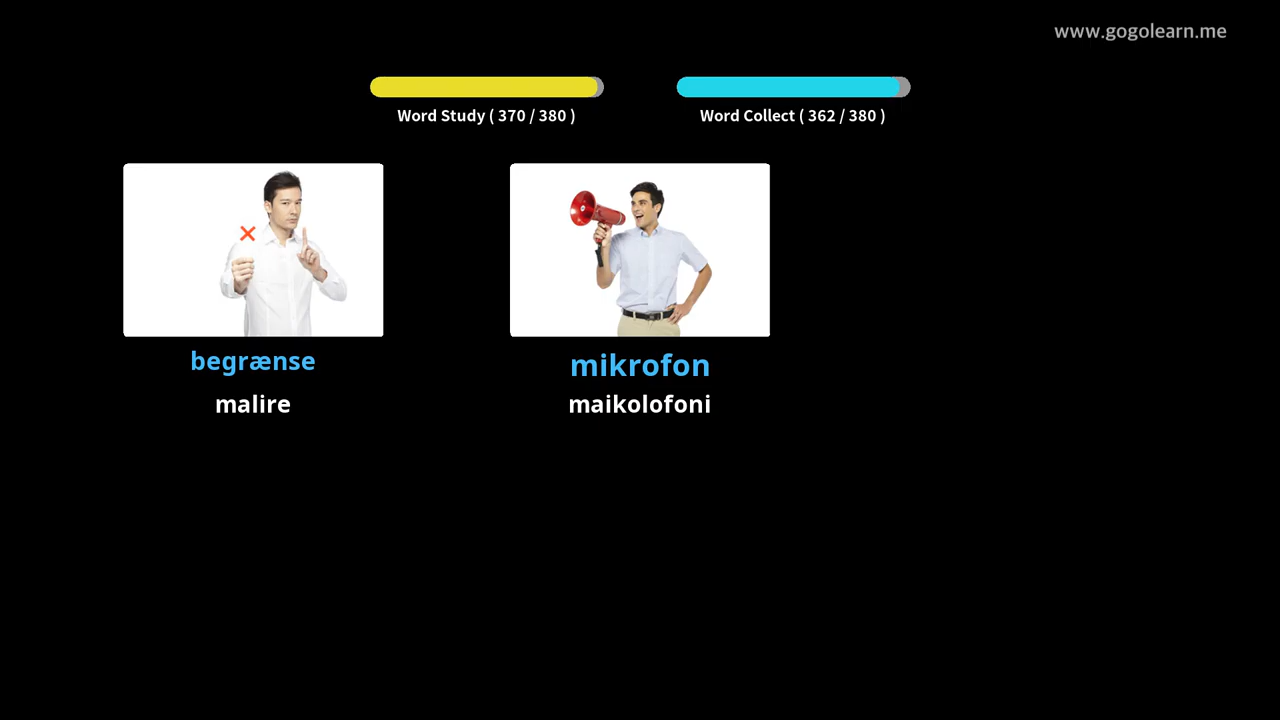 www.gogolearn.me
Word Study ( 370 / 380 )
Word Collect ( 362 / 380 )
begrænse
malire
mikrofon
maikolofoni